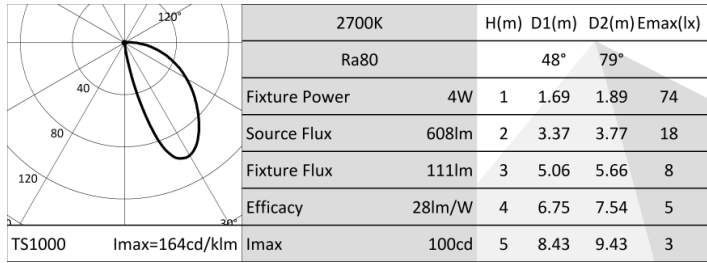 120°
40
80
120
30°
TS1000 Imax=164cd/klm
2700K
Ra80
Fixture Power 4W
Source Flux 608lm
Fixture Flux 111lm
Efficacy 28lm/W
Imax 100cd
H(m) D1(m) D2(m) Emax(lx)
48° 79°
1 1.69 1.89 74
2 3.37 3.77 18
3 5.06 5.66 8
4 6.75 7.54 5
5 8.43 9.43 3